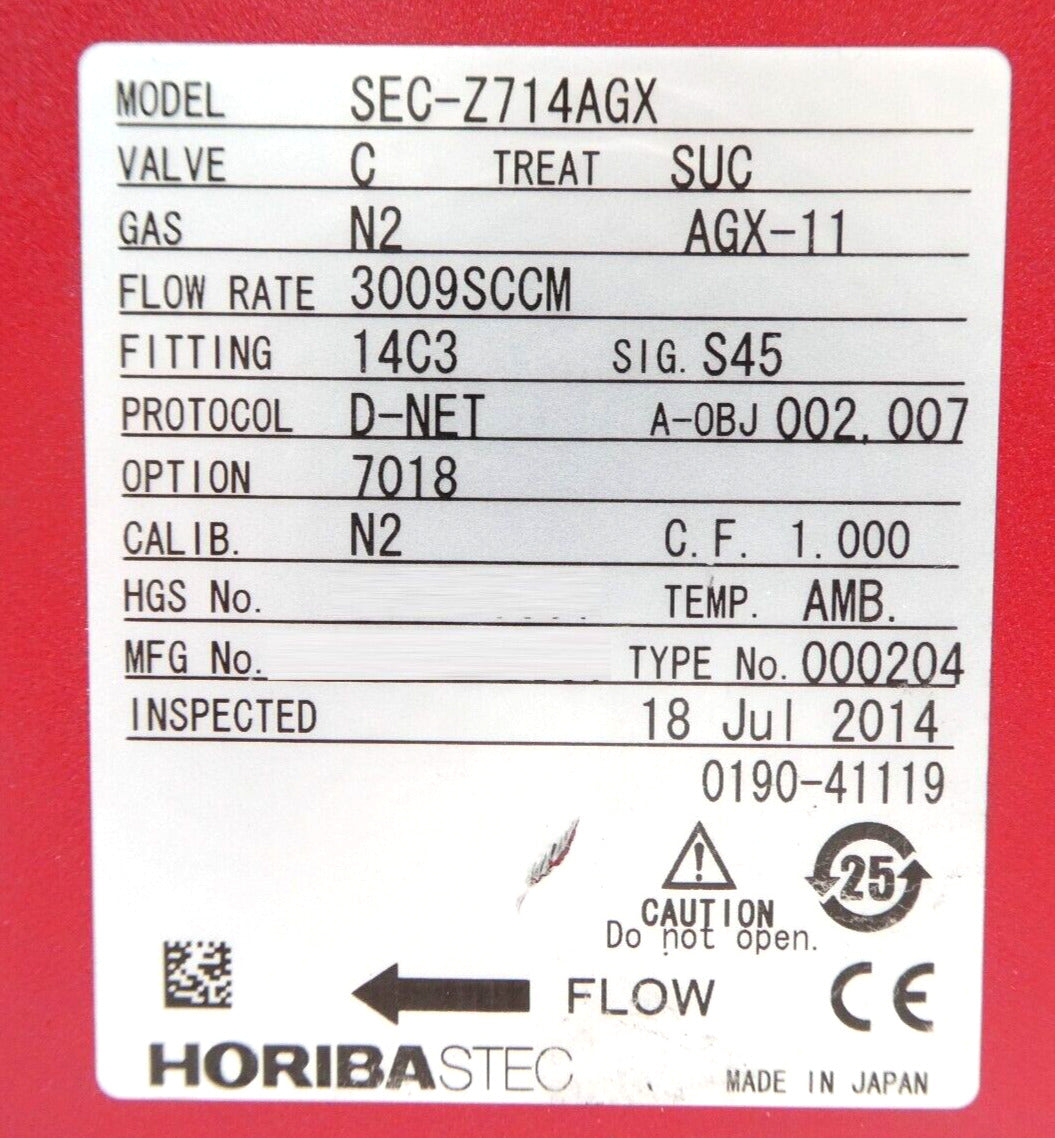 MODEL SEC-Z714AGX
VALVE C TREAT SUC
GAS N2 AGX-11
FLOW RATE 3009SCCM
FITTING 14C3 SIG. S45
PROTOCOL D-NET A-OBJ 002,007
OPTION 7018
CALIB. N2 C.F. 1.000
HGS No. TEMP. AMB.
MFG No. TYPE No. 000204
INSPECTED 18 Jul 2014
0190-41119
25
CAUTION
Do not open.
FLOW
CE
HORIBASTEC
MADE IN JAPAN